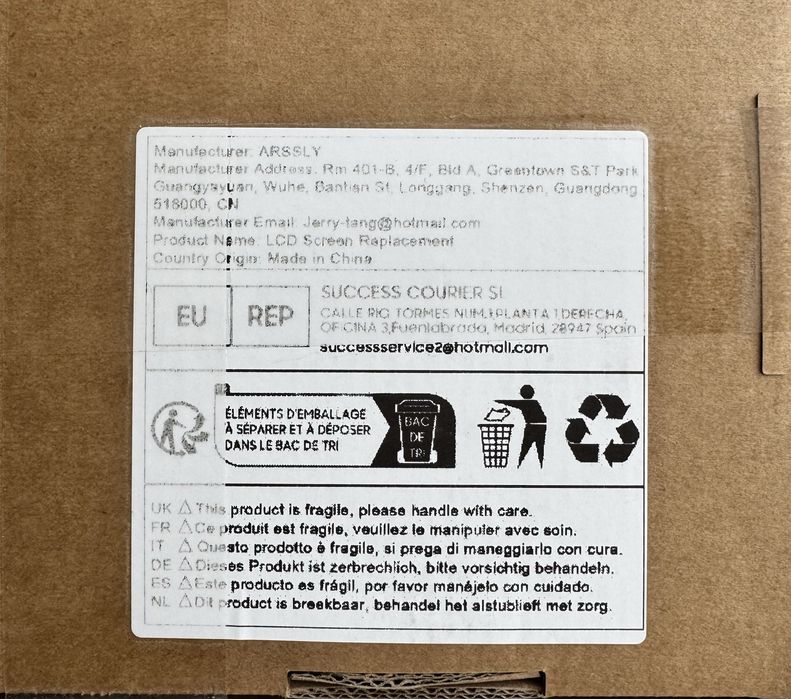 Manufacturer: ARSSLY
Manufacturer Address: Rm 401-B, 4/F, Bld A, Greentown S&T Park
Guangyayuan, Wuhe, Bantian St, Longgang, Shenzen, Guangdong
518000, CN
Manufacturer Email: Jerry-tang@hotmail.com
Product Name: LCD Screen Replacement
Country Origin: Made in China
EU REP
SUCCESS COURIER SL
CALLE RIO TORMES NUM.1,PLANTA 1 DERECHA,
OFICINA 3,Fuenlabrada, Madrid, 28947 Spain
successservice2@hotmail.com
FR
ÉLÉMENTS D'EMBALLAGE
À SÉPARER ET À DÉPOSER
DANS LE BAC DE TRI
BAC
DE
TRI
UK ⚠ This product is fragile, please handle with care.
FR ⚠ Ce produit est fragile, veuillez le manipuler avec soin.
IT ⚠ Questo prodotto è fragile, si prega di maneggiarlo con cura.
DE ⚠ Dieses Produkt ist zerbrechlich, bitte vorsichtig behandeln.
ES ⚠ Este producto es frágil, por favor manéjelo con cuidado.
NL ⚠ Dit product is breekbaar, behandel het alstublieft met zorg.